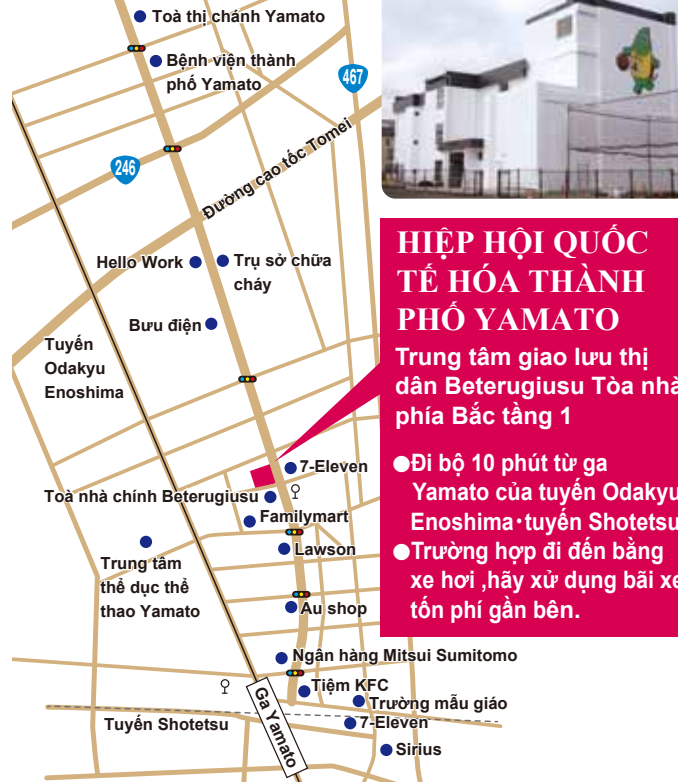 Toà thị chánh Yamato
Bệnh viện thành
phố Yamato
467
246
Đường cao tốc Tomei
Hello Work
Trụ sở chữa
cháy
Bưu điện
Tuyến
Odakyu
Enoshima
7-Eleven
Toà nhà chính Beterugiusu
Familymart
Lawson
Trung tâm
thể dục thể
thao Yamato
Au shop
Ngân hàng Mitsui Sumitomo
Tiệm KFC
Trường mẫu giáo
Ga Yamato
Tuyến Shotetsu
7-Eleven
Sirius
HIỆP HỘI QUỐC
TẾ HÓA THÀNH
PHỐ YAMATO
Trung tâm giao lưu thị
dân Beterugiusu Tòa nhà
phía Bắc tầng 1
●Đi bộ 10 phút từ ga
Yamato của tuyến Odakyu
Enoshima・tuyến Shotetsu
●Trường hợp đi đến bằng
xe hơi ,hãy xử dụng bãi xe
tốn phí gần bên.